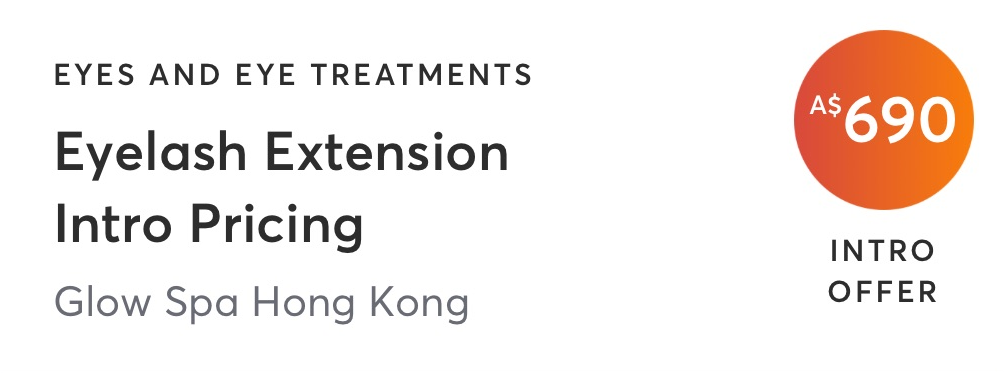 EYES AND EYE TREATMENTS
Eyelash Extension
Intro Pricing
Glow Spa Hong Kong
A$690
INTRO
OFFER